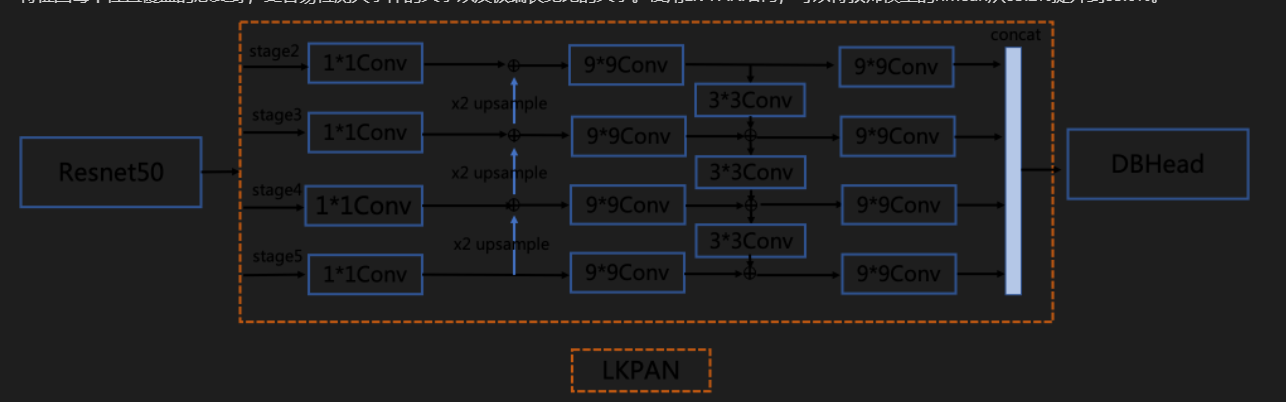 concat
stage2
1*1Conv
9*9Conv
9*9Conv
x2 upsample
3*3Conv
stage3
1*1Conv
9*9Conv
9*9Conv
Resnet50
x2 upsample
3*3Conv
DBHead
stage4
1*1Conv
9*9Conv
9*9Conv
x2 upsample
3*3Conv
stage5
1*1Conv
9*9Conv
9*9Conv
LKPAN